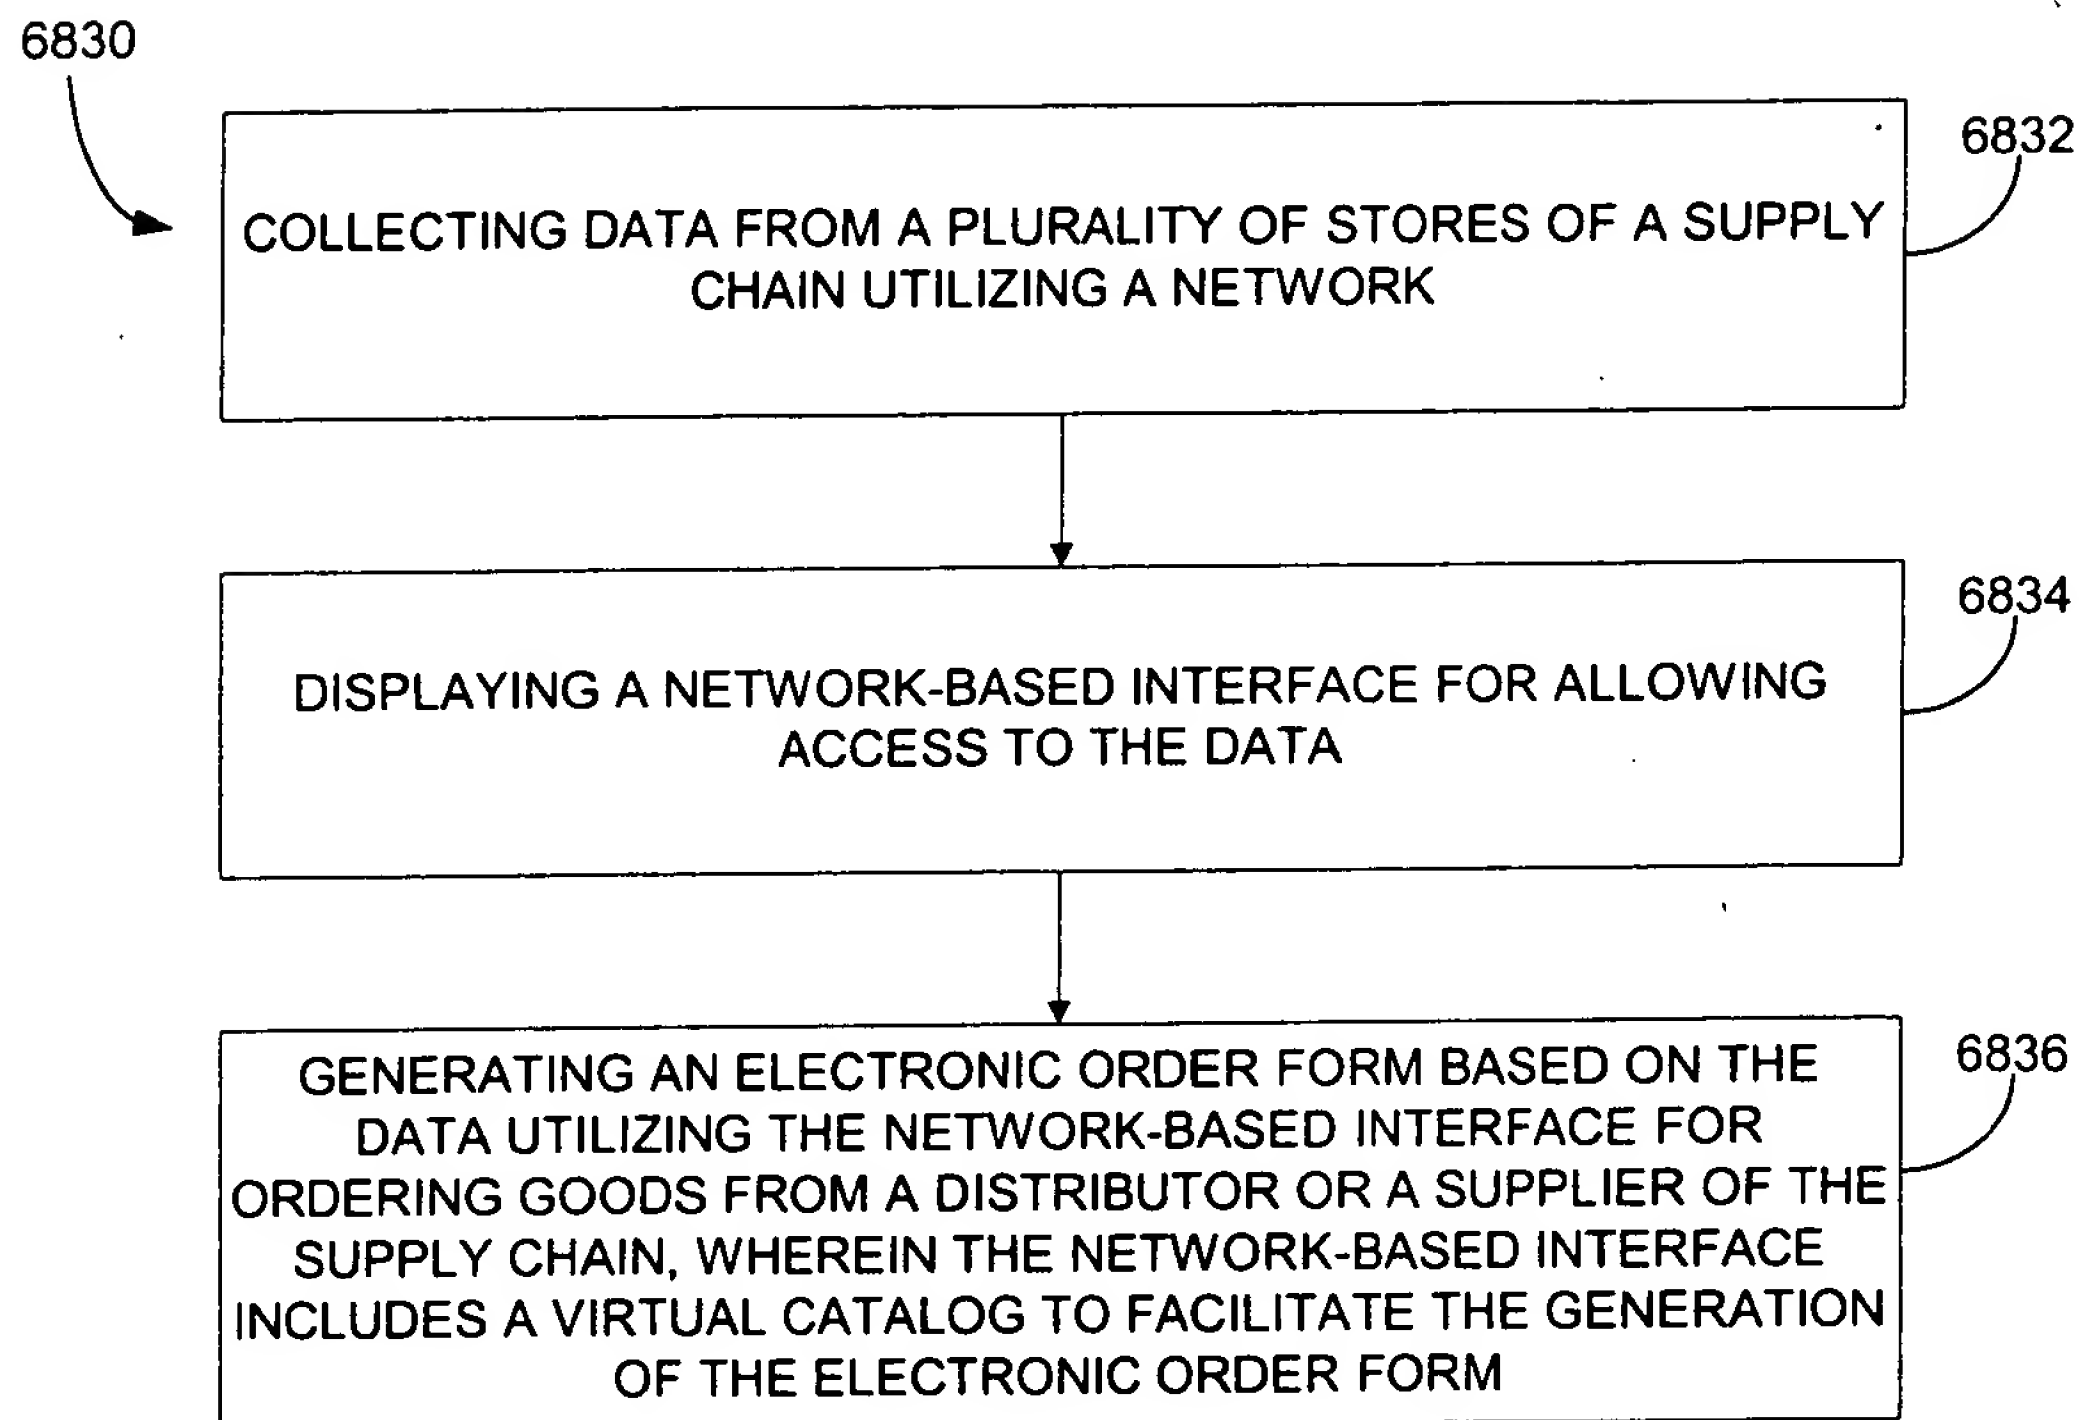 6830
6832
COLLECTING DATA FROM A PLURALITY OF STORES OF A SUPPLY
CHAIN UTILIZING A NETWORK
6834
DISPLAYING A NETWORK-BASED INTERFACE FOR ALLOWING
ACCESS TO THE DATA
6836
GENERATING AN ELECTRONIC ORDER FORM BASED ON THE
DATA UTILIZING THE NETWORK-BASED INTERFACE FOR
ORDERING GOODS FROM A DISTRIBUTOR OR A SUPPLIER OF THE
SUPPLY CHAIN, WHEREIN THE NETWORK-BASED INTERFACE
INCLUDES A VIRTUAL CATALOG TO FACILITATE THE GENERATION
OF THE ELECTRONIC ORDER FORM